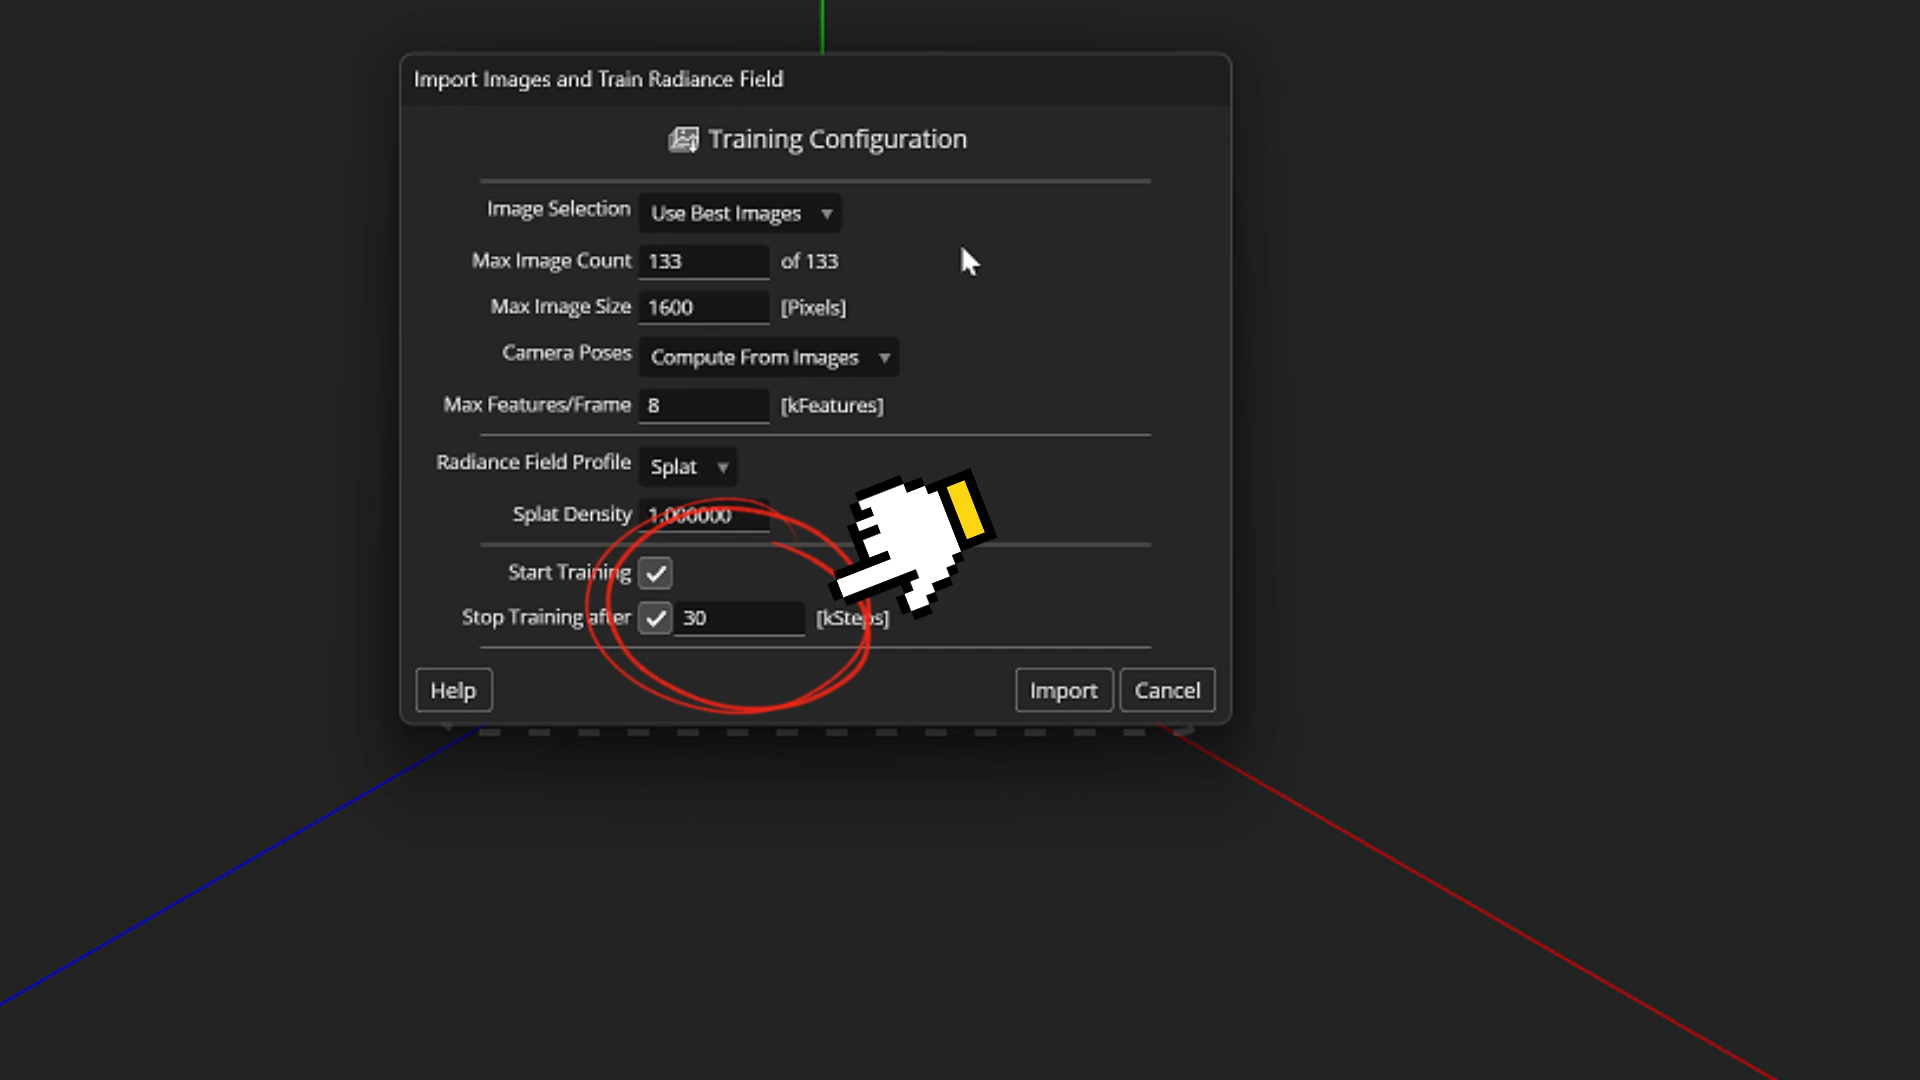 Import Images and Train Radiance Field
Training Configuration
Image Selection Use Best Images
Max Image Count 133 of 133
Max Image Size 1600 [Pixels]
Camera Poses Compute From Images
Max Features/Frame 8 [kFeatures]
Radiance Field Profile Splat
Splat Density 1.000000
Start Training
Stop Training after 30 [kSteps]
Help Import Cancel